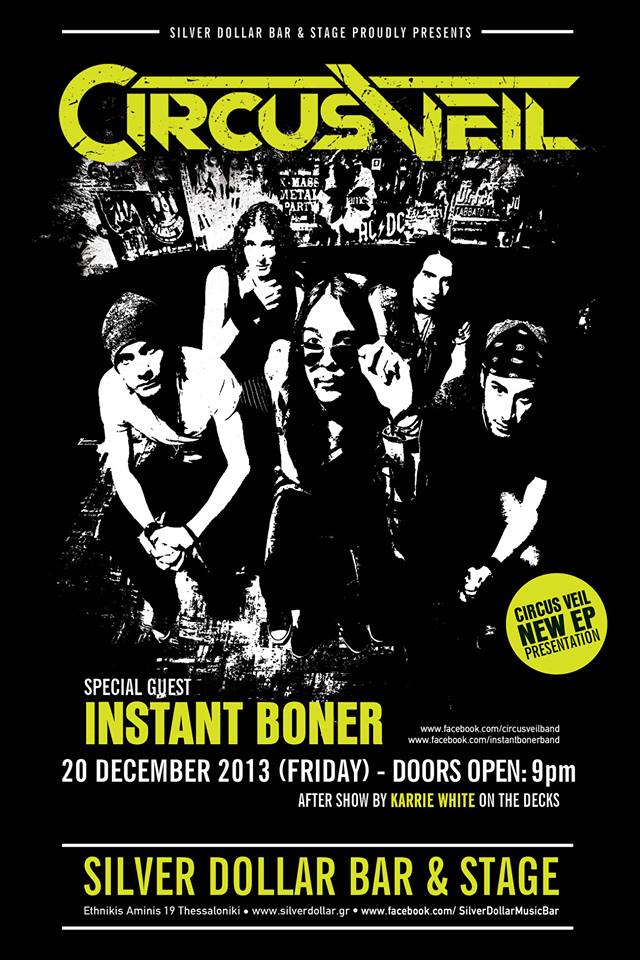 SILVER DOLLAR BAR & STAGE PROUDLY PRESENTS
CIRCUS VEIL
X-MASS
METAL
PARTY
AC/DC
CIRCUS VEIL
NEW EP
PRESENTATION
SPECIAL GUEST
INSTANT BONER
www.facebook.com/circusveilband
www.facebook.com/instantbonerband
20 DECEMBER 2013 (FRIDAY) - DOORS OPEN: 9pm
AFTER SHOW BY KARRIE WHITE ON THE DECKS
SILVER DOLLAR BAR & STAGE
Ethnikis Aminis 19 Thessaloniki • www.silverdollar.gr • www.facebook.com/ SilverDollarMusicBar